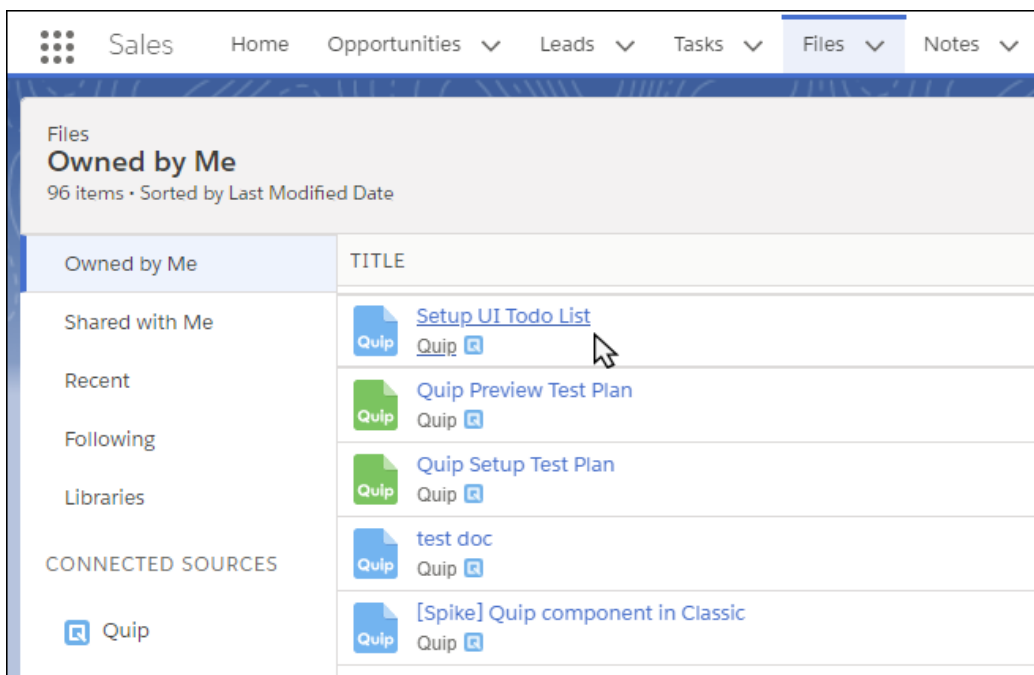 Sales Home Opportunities Leads Tasks Files Notes
Files
Owned by Me
96 items • Sorted by Last Modified Date
Owned by Me
Shared with Me
Recent
Following
Libraries
CONNECTED SOURCES
Quip
TITLE
Quip Setup UI Todo List
Quip
Quip Quip Preview Test Plan
Quip
Quip Quip Setup Test Plan
Quip
Quip test doc
Quip
Quip [Spike] Quip component in Classic
Quip